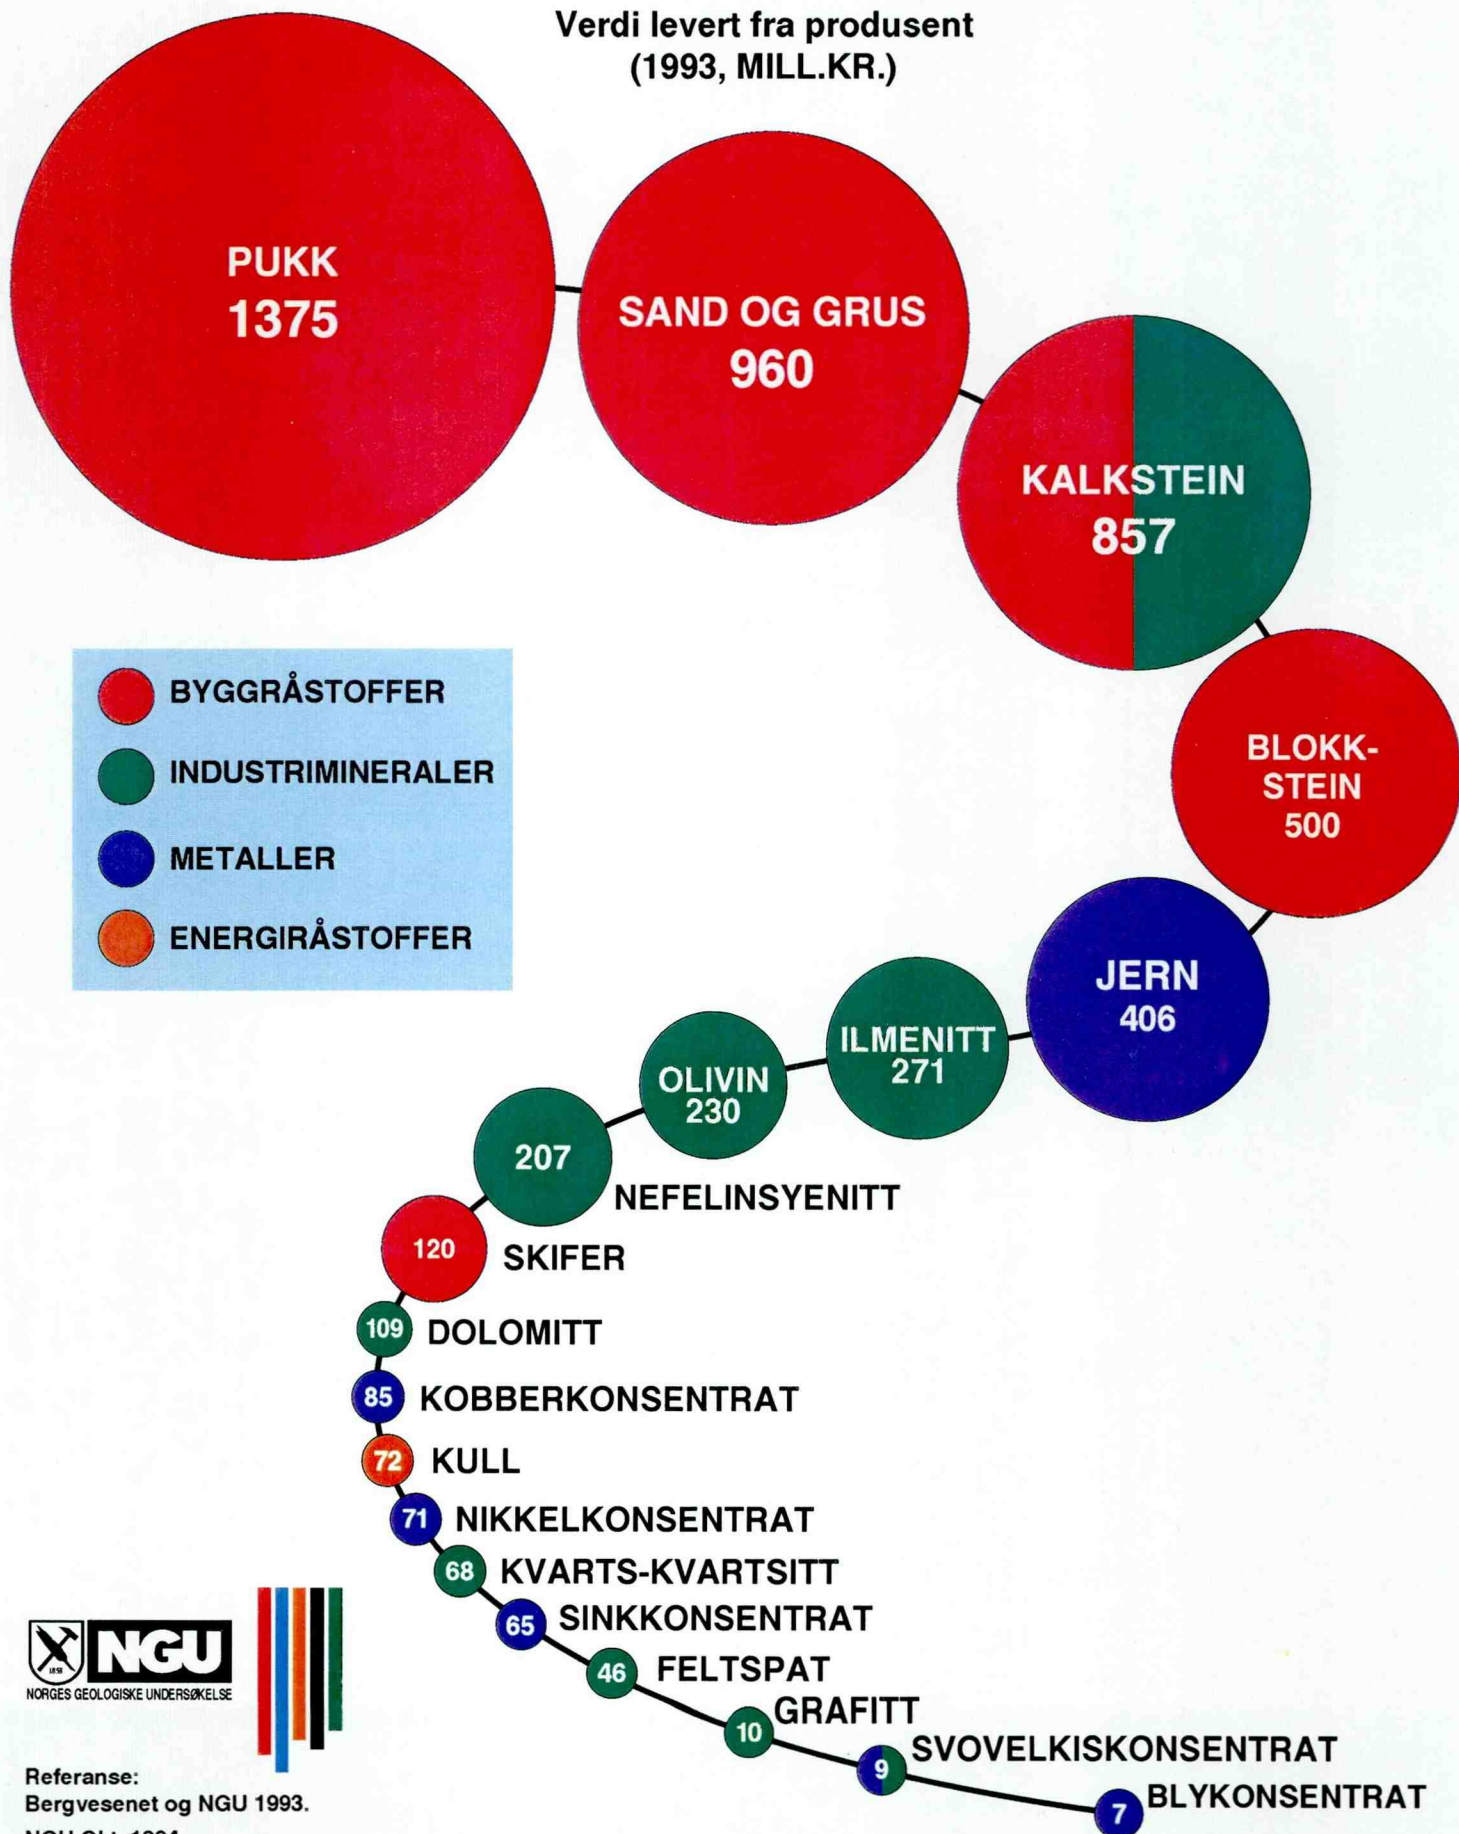 Verdi levert fra produsent
(1993, MILL.KR.)
PUKK
1375
SAND OG GRUS
960
KALKSTEIN
857
BLOKK-
STEIN
500
JERN
406
ILMENITT
271
OLIVIN
230
207
NEFELINSYENITT
120
SKIFER
109
DOLOMITT
85
KOBBERKONSENTRAT
72
KULL
71
NIKKELKONSENTRAT
68
KVARTS-KVARTSITT
65
SINKKONSENTRAT
46
FELTSPAT
10
GRAFITT
9
SVOVELKISKONSENTRAT
7
BLYKONSENTRAT
BYGGRÅSTOFFER
INDUSTRIMINERALER
METALLER
ENERGIRÅSTOFFER
1858
NGU
NORGES GEOLOGISKE UNDERSØKELSE
Referanse:
Bergvesenet og NGU 1993.